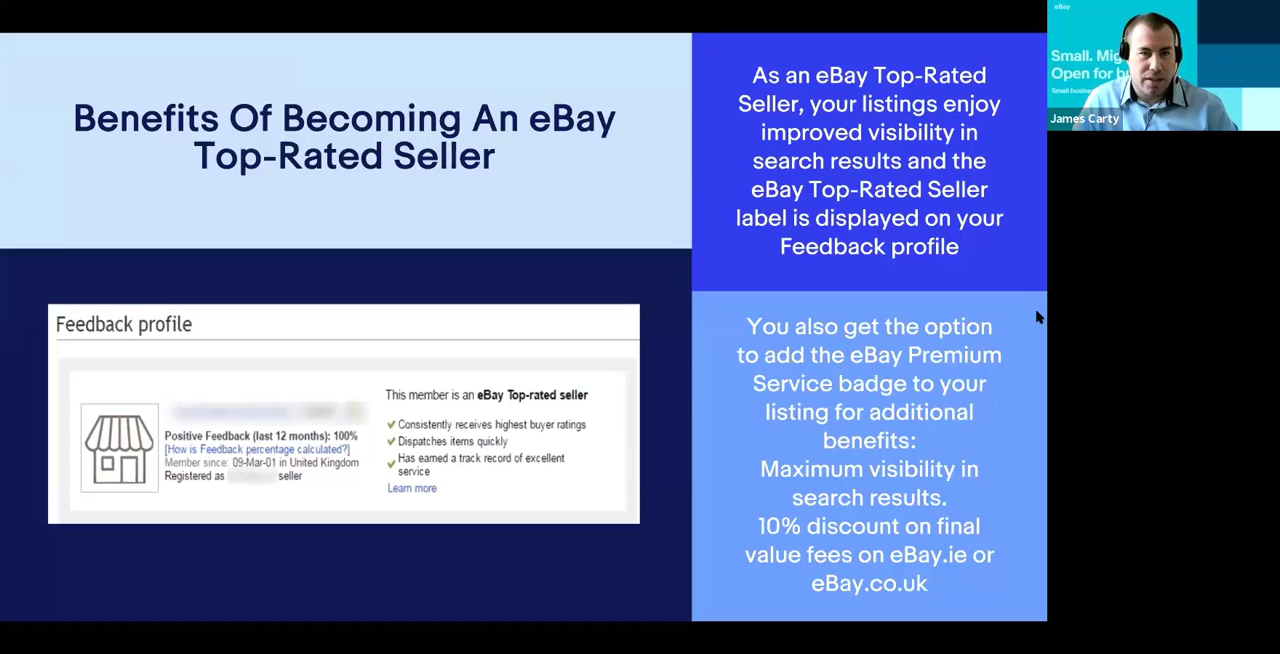 Benefits Of Becoming An eBay
Top-Rated Seller
As an eBay Top-Rated
Seller, your listings enjoy
improved visibility in
search results and the
eBay Top-Rated Seller
label is displayed on your
Feedback profile
Feedback profile
Positive Feedback (last 12 months): 100%
[How is Feedback percentage calculated?]
Member since: 09-Mar-01 in United Kingdom
Registered as seller
This member is an eBay Top-rated seller
Consistently receives highest buyer ratings
Dispatches items quickly
Has earned a track record of excellent
service
Learn more
You also get the option
to add the eBay Premium
Service badge to your
listing for additional
benefits:
Maximum visibility in
search results.
10% discount on final
value fees on eBay.ie or
eBay.co.uk
eBay
Small.
Open for
Small
James Carty